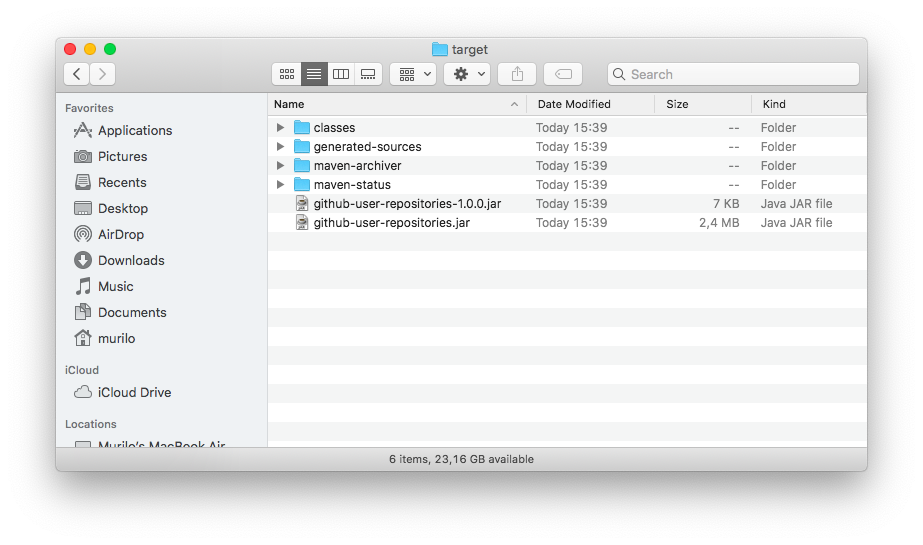 target
Search
Favorites
Applications
Pictures
Recents
Desktop
AirDrop
Downloads
Music
Documents
murilo
iCloud
iCloud Drive
Locations
Murilo's MacBook Air
Name Date Modified Size Kind
classes Today 15:39 -- Folder
generated-sources Today 15:39 -- Folder
maven-archiver Today 15:39 -- Folder
maven-status Today 15:39 -- Folder
github-user-repositories-1.0.0.jar Today 15:39 7 KB Java JAR file
github-user-repositories.jar Today 15:39 2,4 MB Java JAR file
6 items, 23,16 GB available